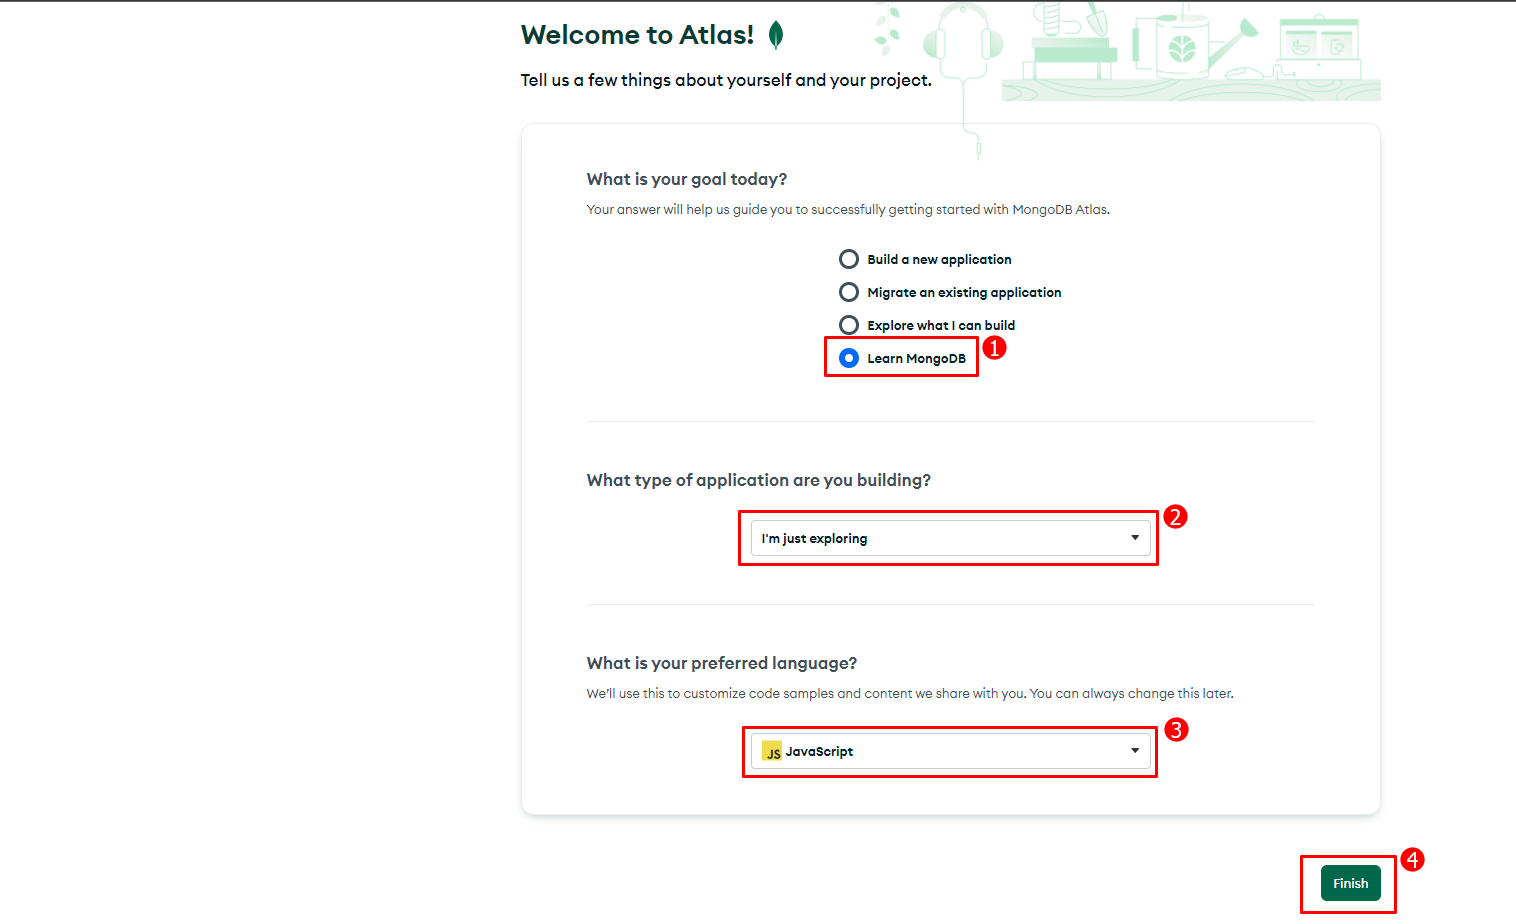 Welcome to Atlas!
Tell us a few things about yourself and your project.
What is your goal today?
Your answer will help us guide you to successfully getting started with MongoDB Atlas.
Build a new application
Migrate an existing application
Explore what I can build
Learn MongoDB
1
What type of application are you building?
2
I'm just exploring
What is your preferred language?
We’ll use this to customize code samples and content we share with you. You can always change this later.
3
JS JavaScript
4
Finish